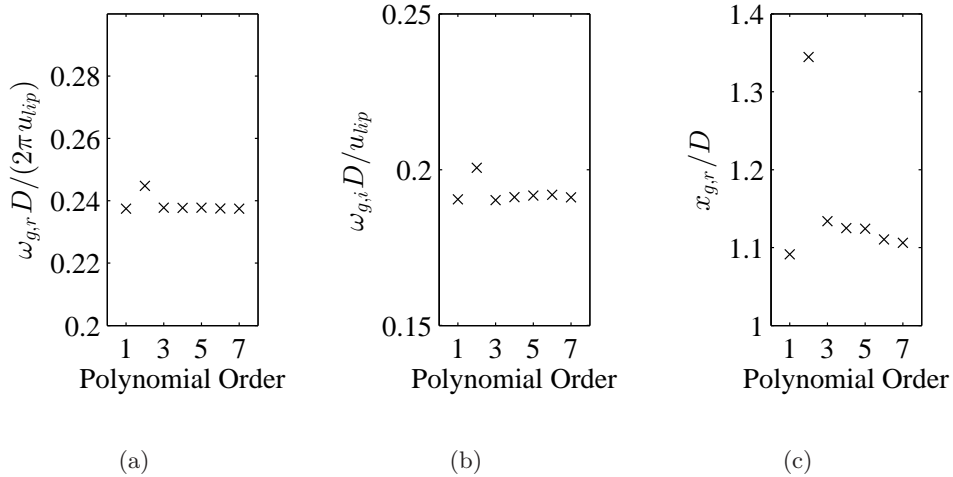 0.28
0.26
0.24
0.22
0.2
ω_{g,r}D/(2πu_{lip})
1 3 5 7
Polynomial Order
(a)
0.25
0.2
0.15
ω_{g,i}D/u_{lip}
1 3 5 7
Polynomial Order
(b)
1.4
1.3
1.2
1.1
1
x_{g,r}/D
1 3 5 7
Polynomial Order
(c)